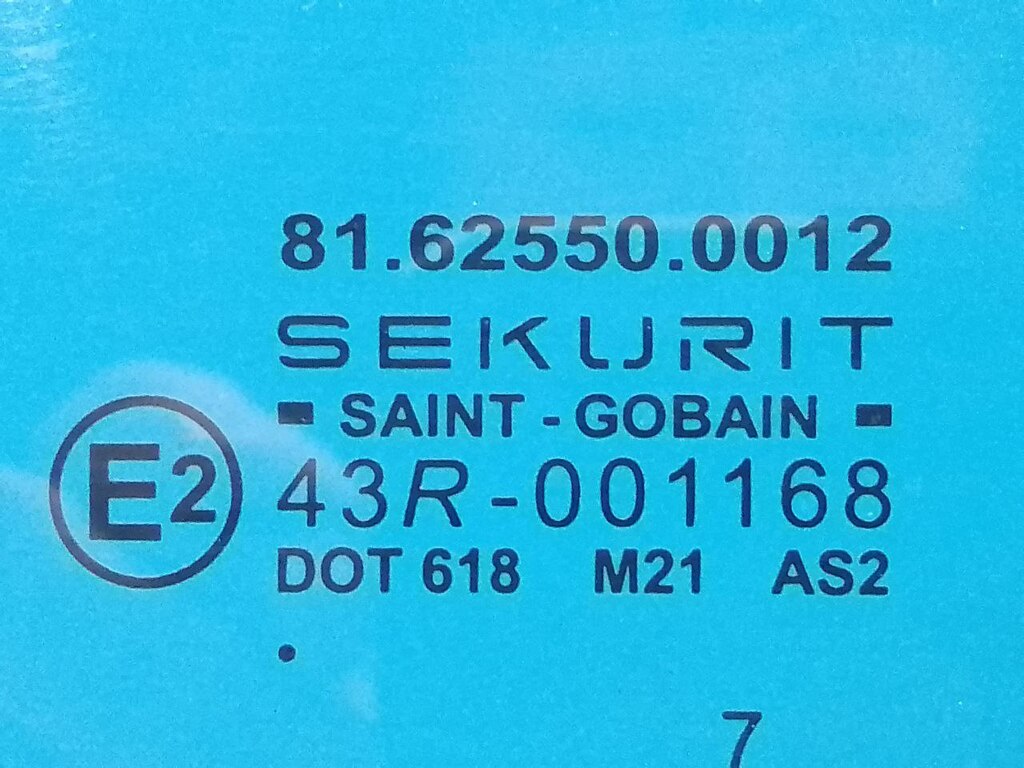 81.62550.0012
SEKURIT
SAINT - GOBAIN
E2
43R-001168
DOT 618 M21 AS2
.
7